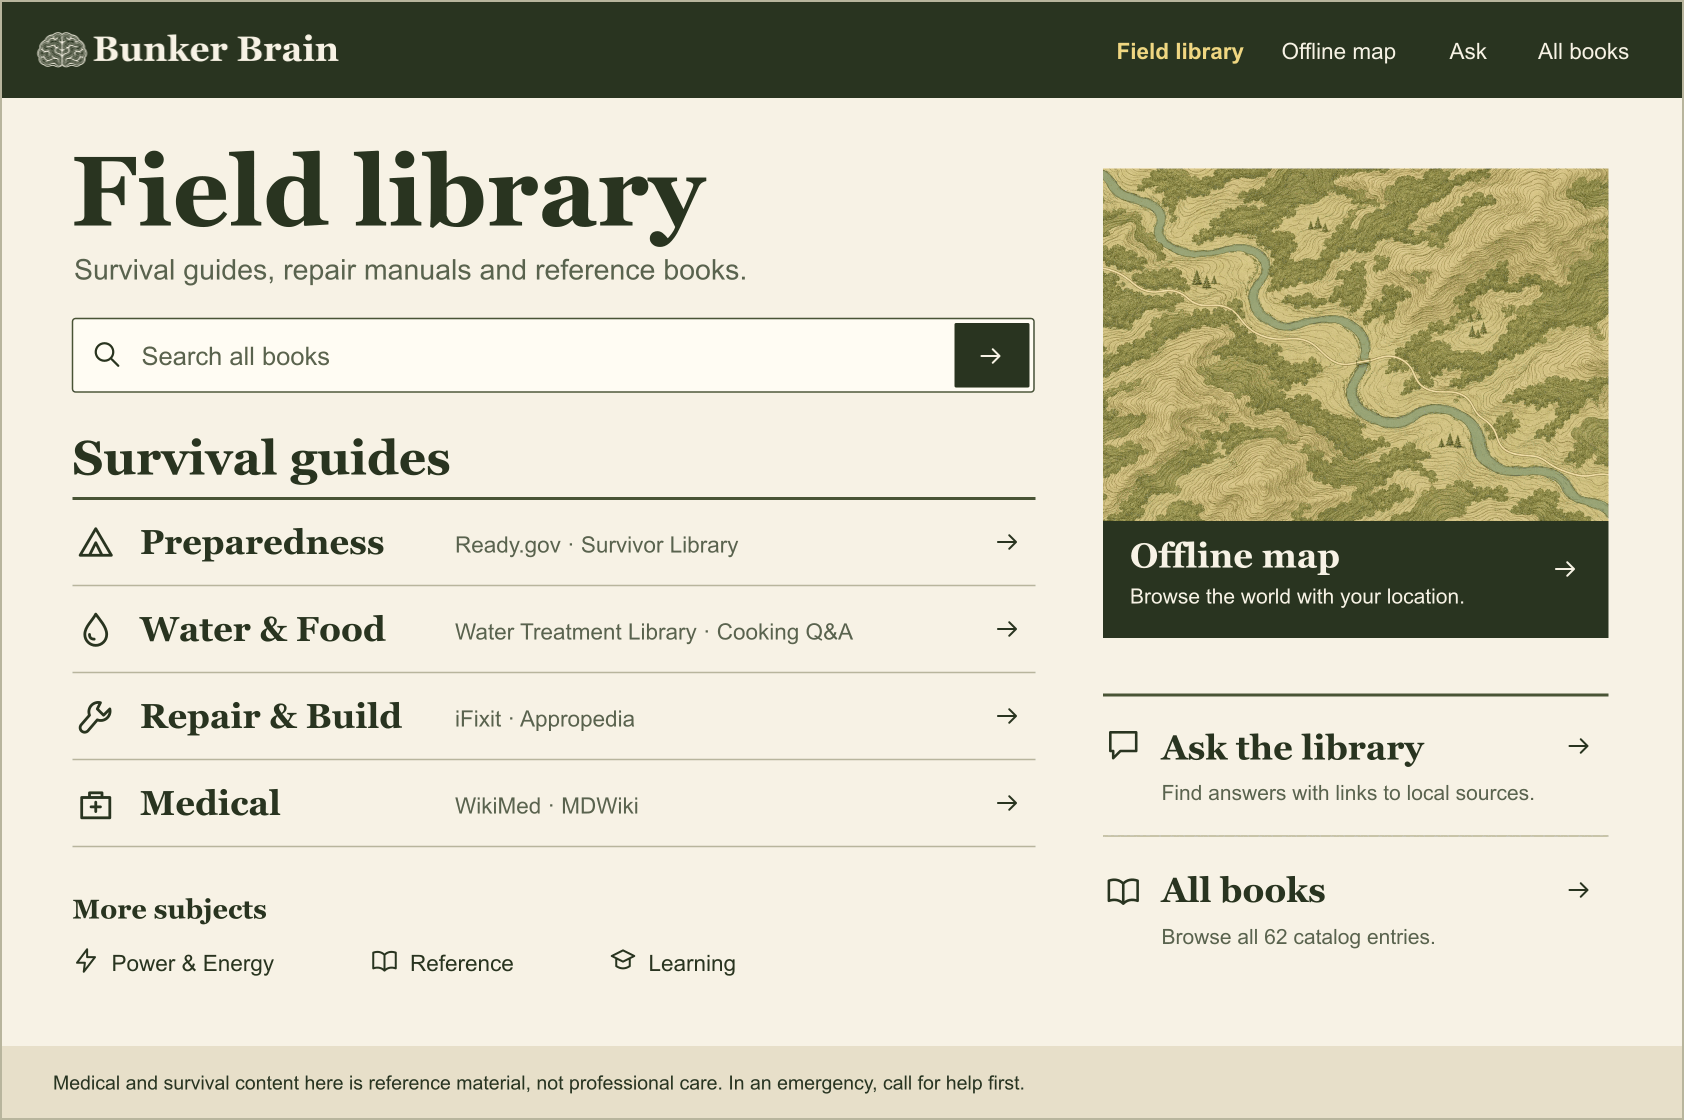 Bunker Brain
Field library
Offline map
Ask
All books
Field library
Survival guides, repair manuals and reference books.
Search all books
Survival guides
Preparedness
Ready.gov · Survivor Library
Water & Food
Water Treatment Library · Cooking Q&A
Repair & Build
iFixit · Appropedia
Medical
WikiMed · MDWiki
More subjects
Power & Energy
Reference
Learning
Offline map
Browse the world with your location.
Ask the library
Find answers with links to local sources.
All books
Browse all 62 catalog entries.
Medical and survival content here is reference material, not professional care. In an emergency, call for help first.